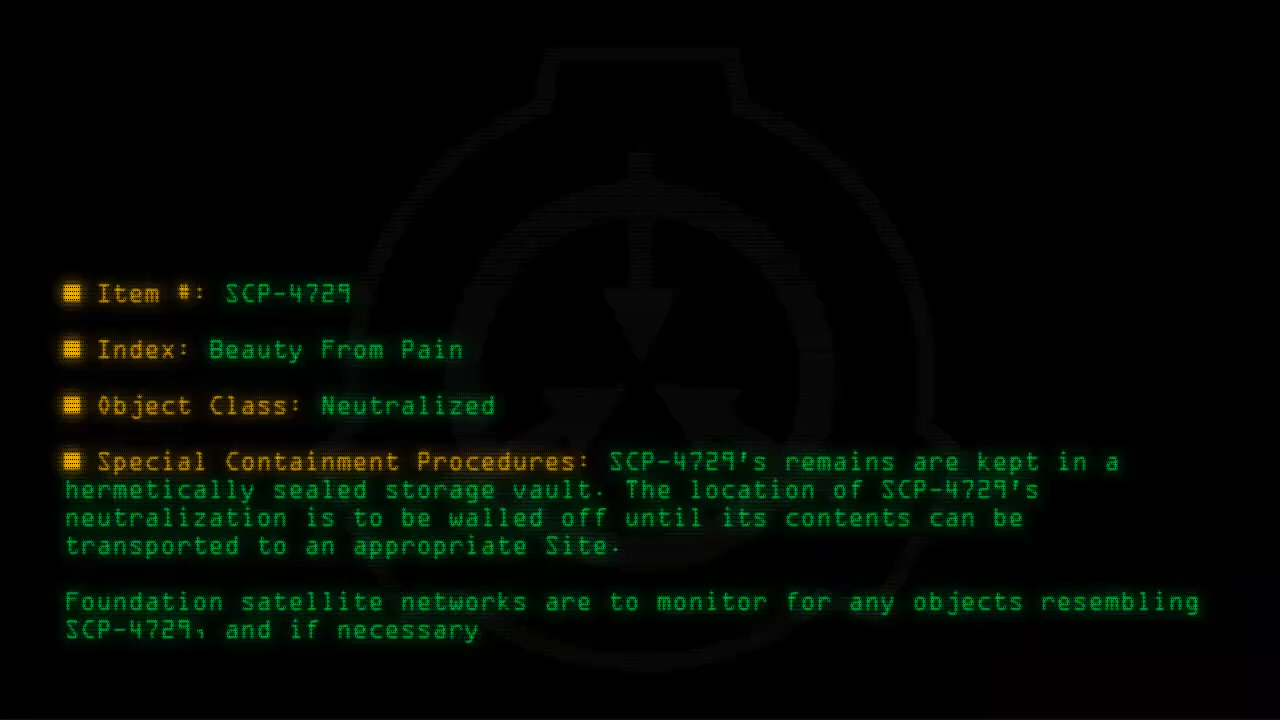 Item #: SCP-4729
Index: Beauty From Pain
Object Class: Neutralized
Special Containment Procedures: SCP-4729's remains are kept in a
hermetically sealed storage vault. The location of SCP-4729's
neutralization is to be walled off until its contents can be
transported to an appropriate Site.
Foundation satellite networks are to monitor for any objects resembling
SCP-4729, and if necessary